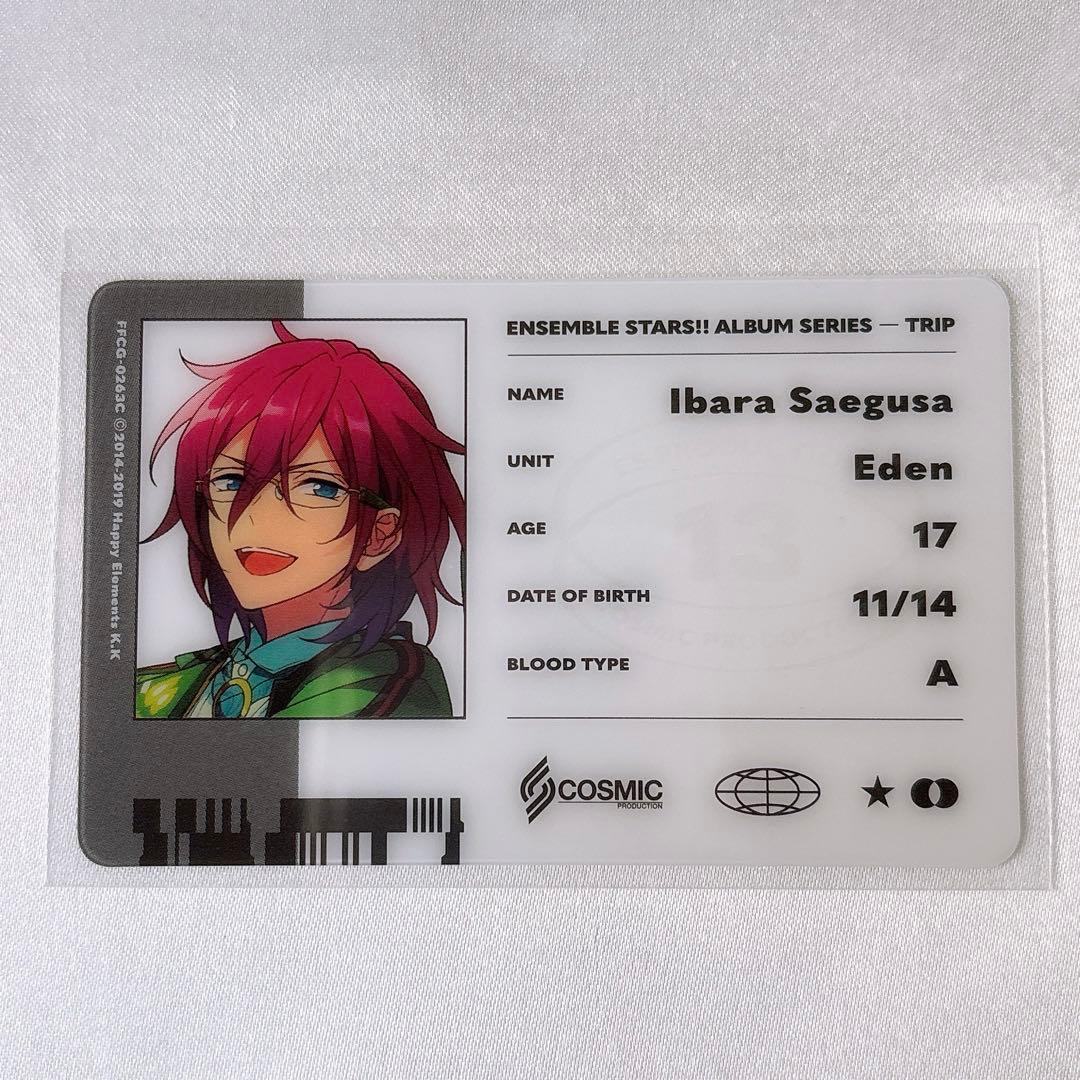 ENSEMBLE STARS!! ALBUM SERIES — TRIP
NAME Ibara Saegusa
UNIT Eden
AGE 17
DATE OF BIRTH 11/14
BLOOD TYPE A
COSMIC
PRODUCTION
FFCG-0263C ©2014-2019 Happy Elements K.K
13